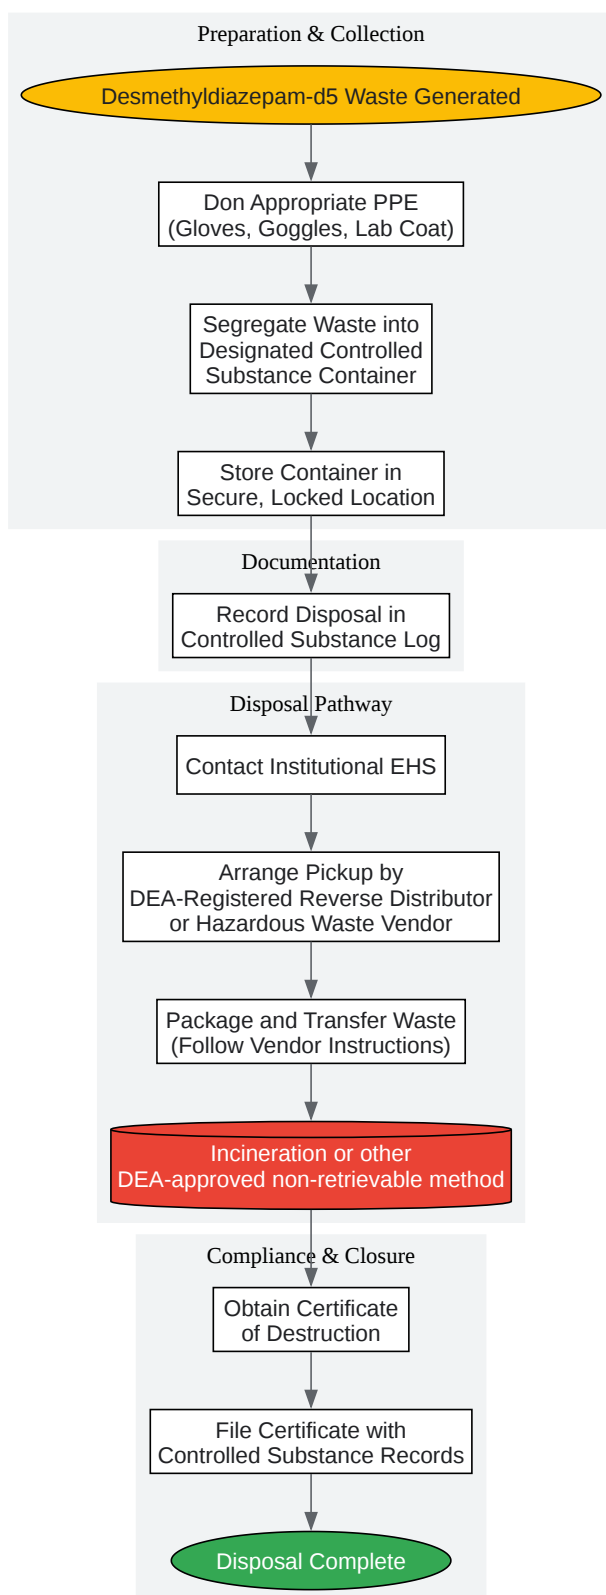 Preparation & Collection
Desmethyldiazepam-d5 Waste Generated
Don Appropriate PPE
(Gloves, Goggles, Lab Coat)
Segregate Waste into
Designated Controlled
Substance Container
Store Container in
Secure, Locked Location
Documentation
Record Disposal in
Controlled Substance Log
Disposal Pathway
Contact Institutional EHS
Arrange Pickup by
DEA-Registered Reverse Distributor
or Hazardous Waste Vendor
Package and Transfer Waste
(Follow Vendor Instructions)
Incineration or other
DEA-approved non-retrievable method
Compliance & Closure
Obtain Certificate
of Destruction
File Certificate with
Controlled Substance Records
Disposal Complete